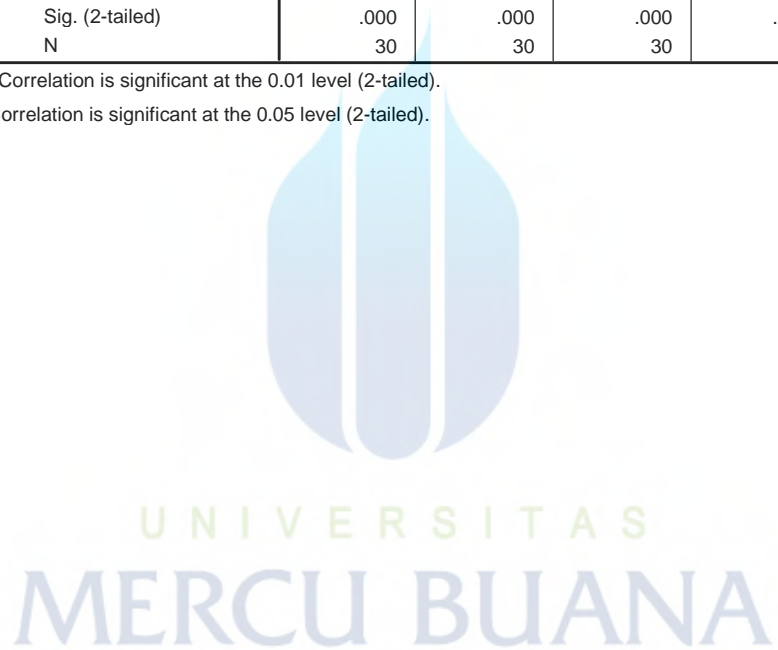 Sig. (2-tailed) .000 .000 .000 .
N 30 30 30
Correlation is significant at the 0.01 level (2-tailed).
orrelation is significant at the 0.05 level (2-tailed).
UNIVERSITAS
MERCU BUANA